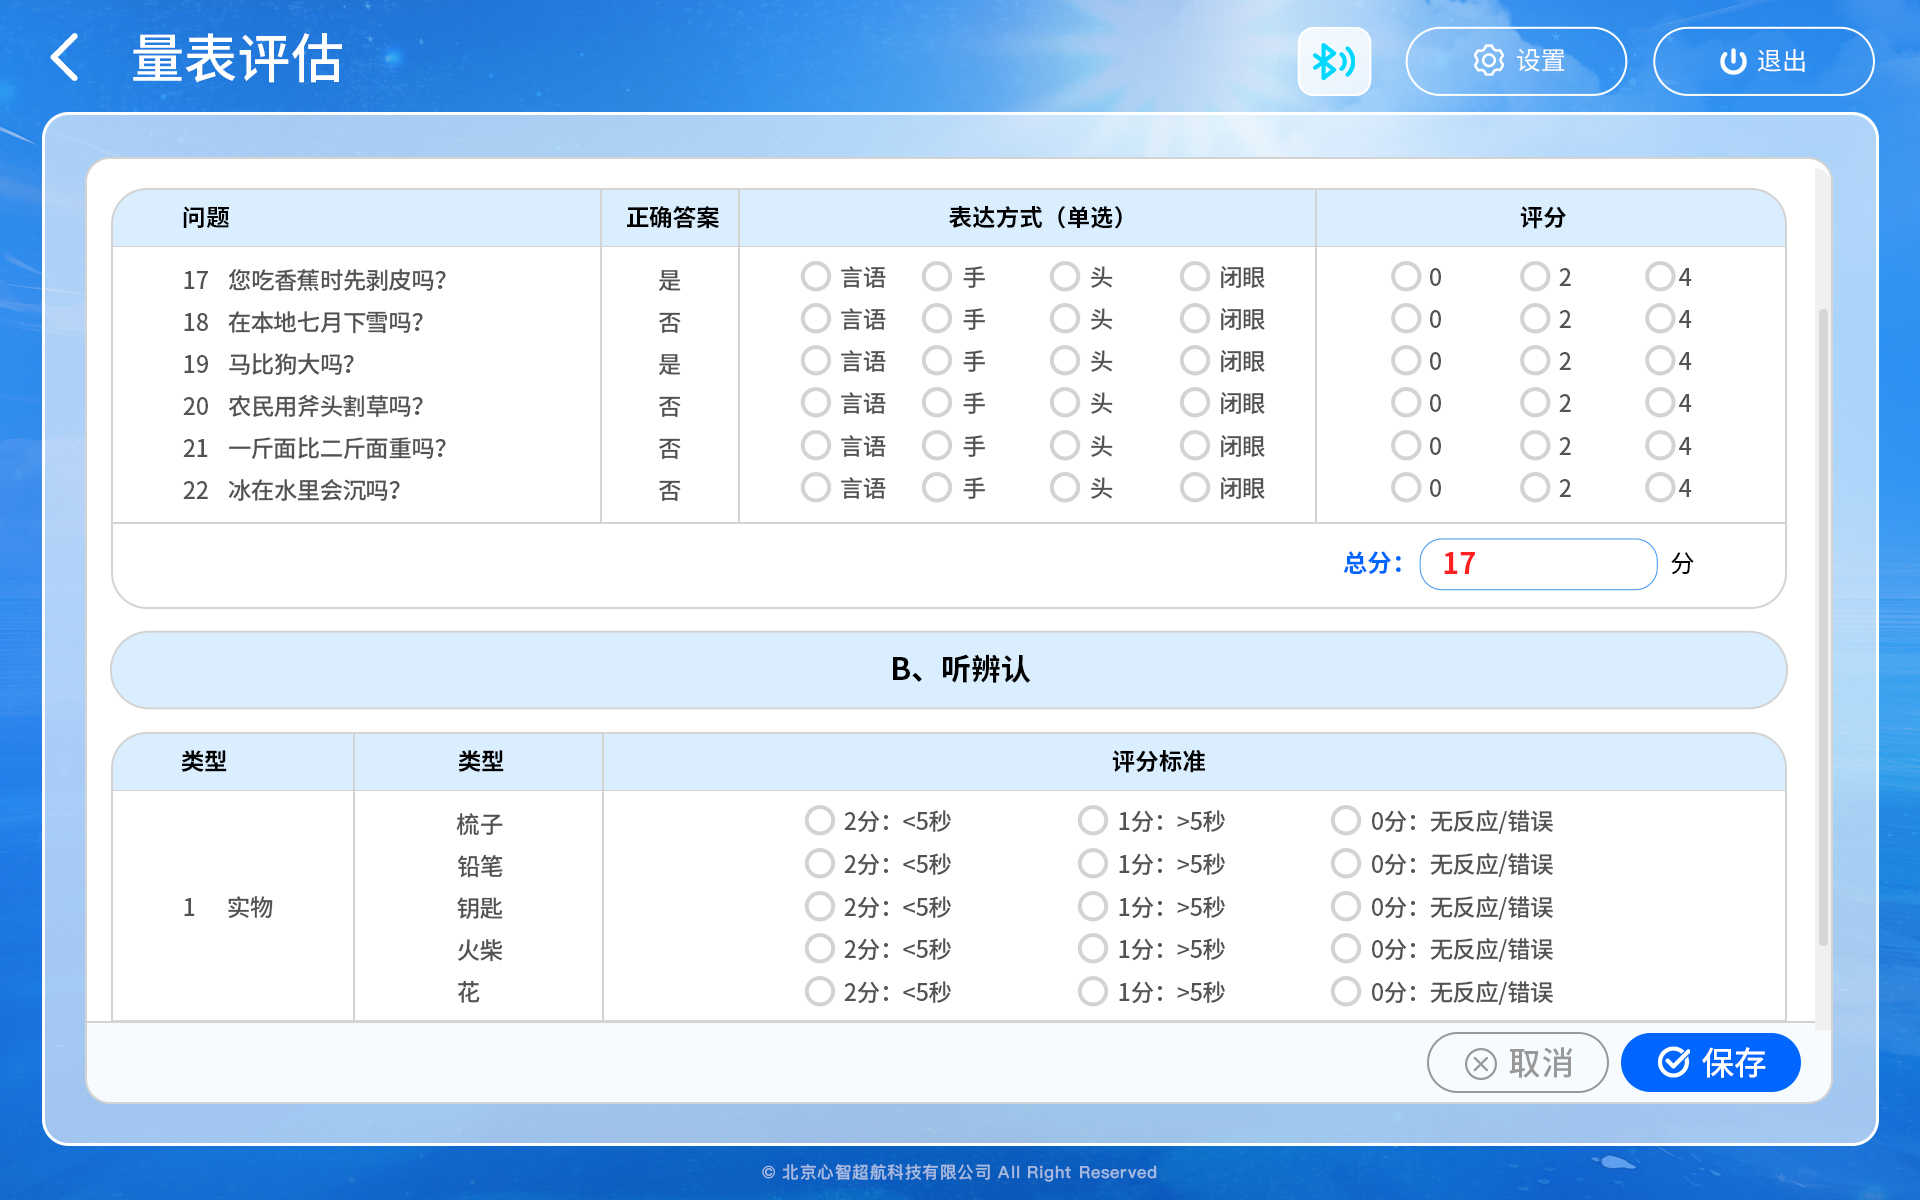 量表评估
设置
退出
问题 正确答案 表达方式（单选） 评分
17 您吃香蕉时先剥皮吗？ 是 言语 手 头 闭眼 0 2 4
18 在本地七月下雪吗？ 否 言语 手 头 闭眼 0 2 4
19 马比狗大吗？ 是 言语 手 头 闭眼 0 2 4
20 农民用斧头割草吗？ 否 言语 手 头 闭眼 0 2 4
21 一斤面比二斤面重吗？ 否 言语 手 头 闭眼 0 2 4
22 冰在水里会沉吗？ 否 言语 手 头 闭眼 0 2 4
总分： 17 分
B、听辨认
类型 类型 评分标准
梳子 2分：<5秒 1分：>5秒 0分：无反应/错误
铅笔 2分：<5秒 1分：>5秒 0分：无反应/错误
1 实物 钥匙 2分：<5秒 1分：>5秒 0分：无反应/错误
火柴 2分：<5秒 1分：>5秒 0分：无反应/错误
花 2分：<5秒 1分：>5秒 0分：无反应/错误
取消
保存
© 北京心智超航科技有限公司 All Right Reserved